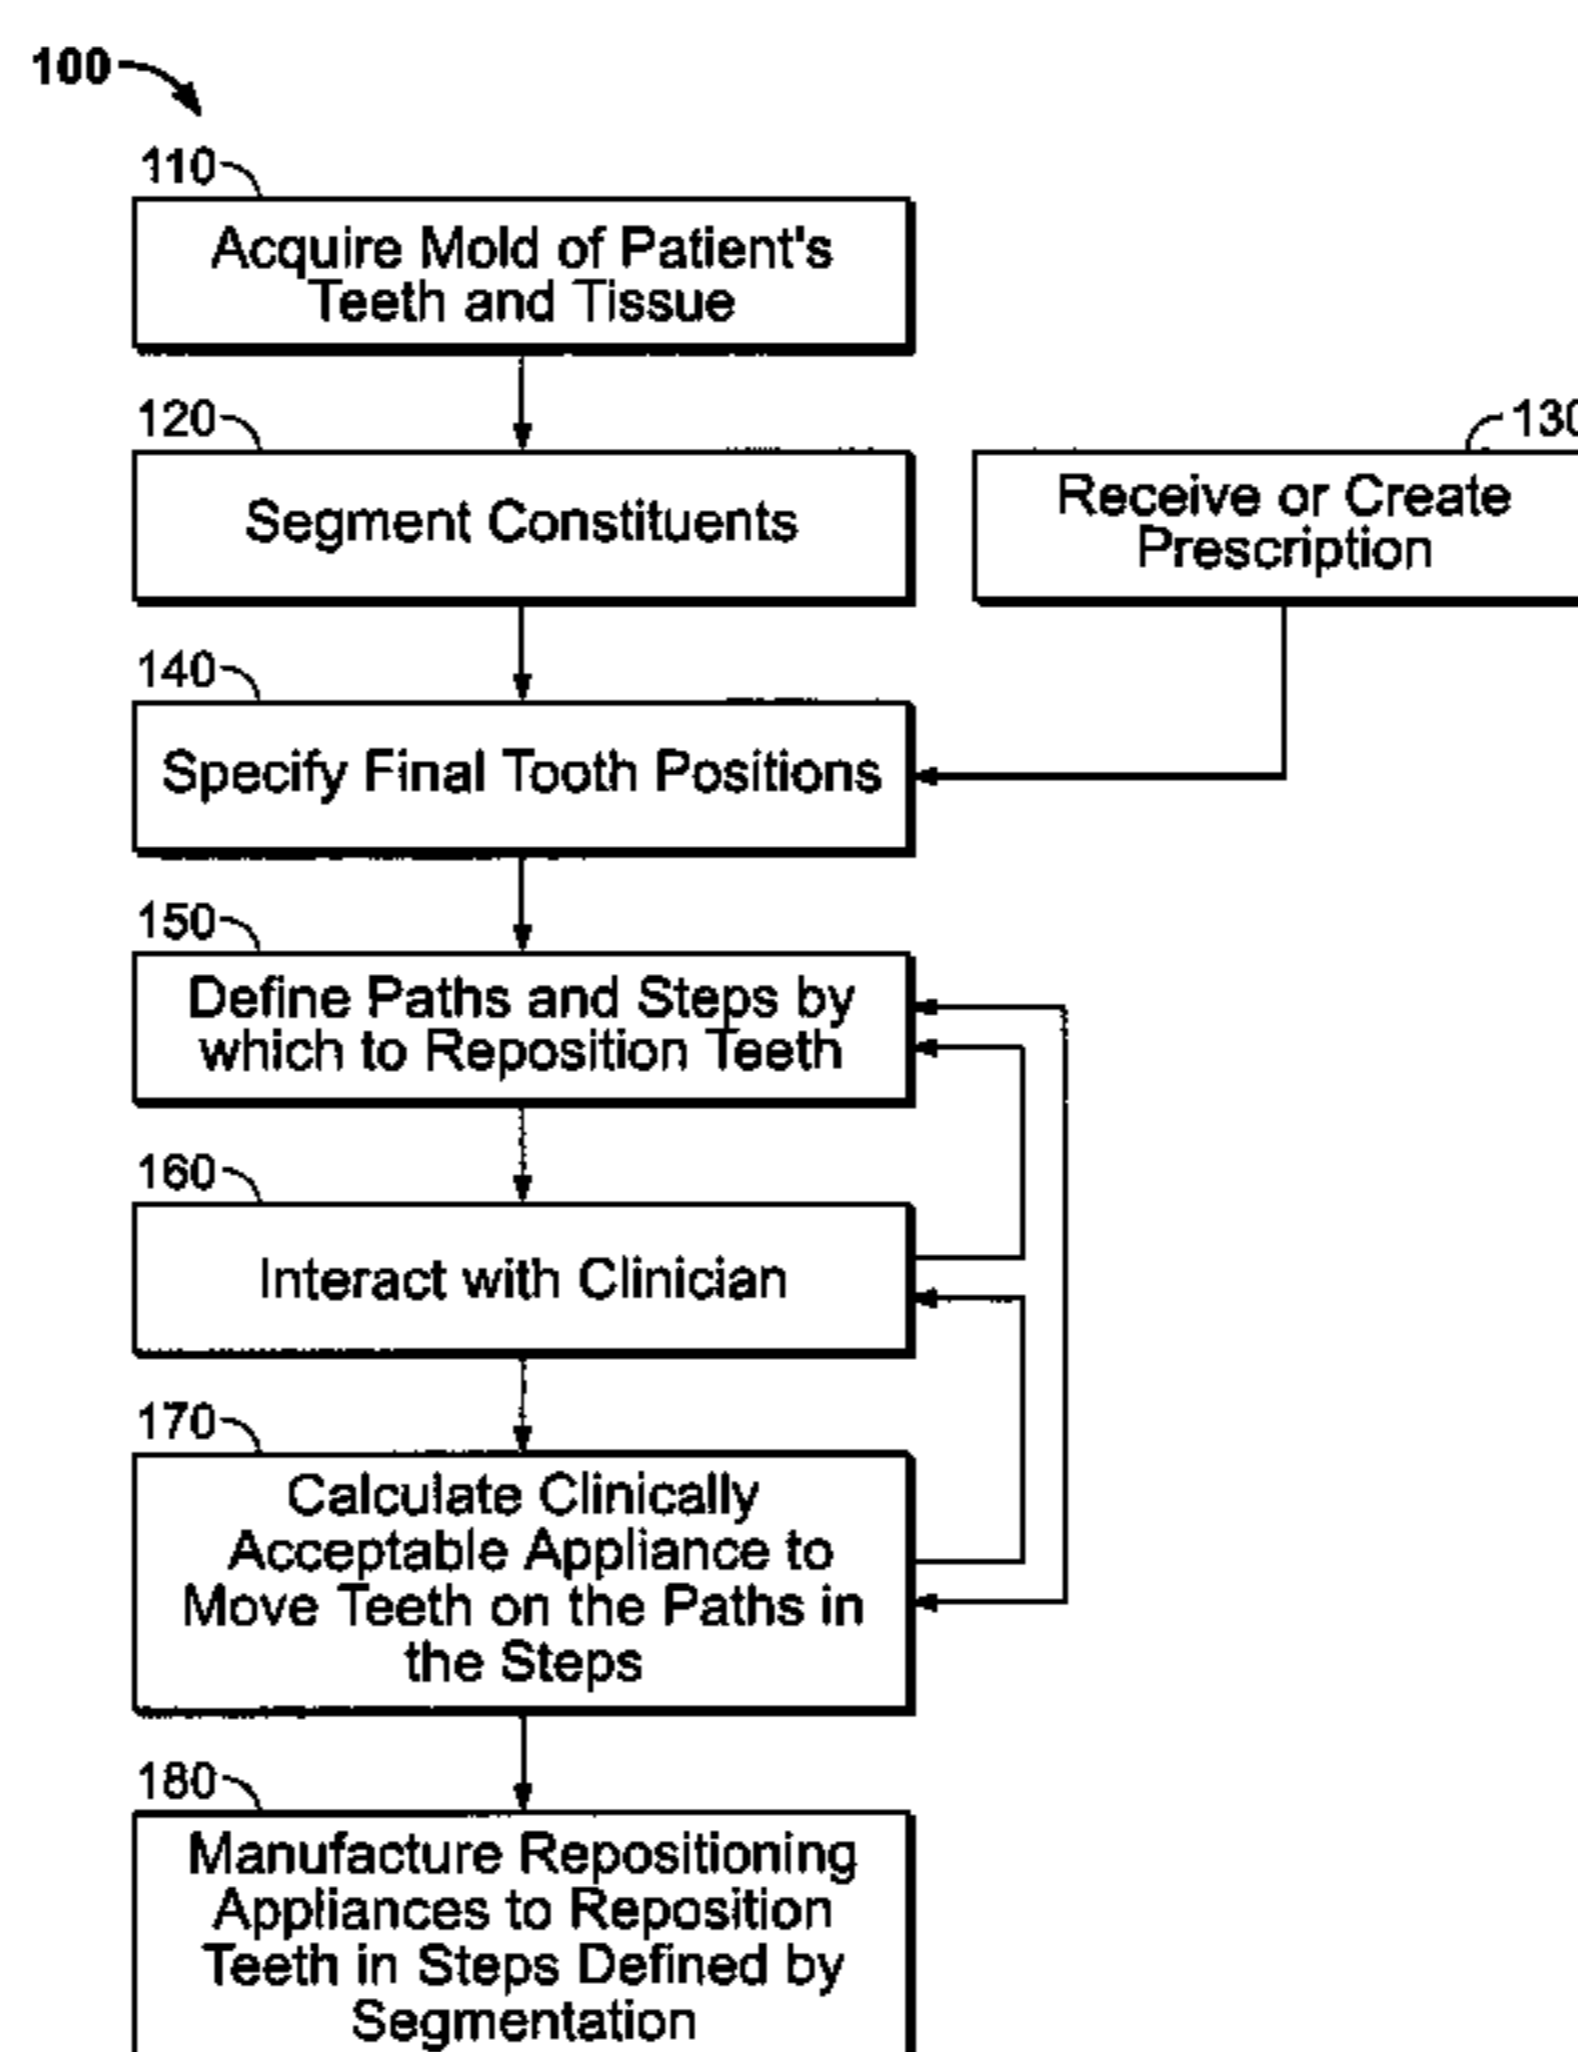 100
110
Acquire Mold of Patient's
Teeth and Tissue
120
Segment Constituents
130
Receive or Create
Prescription
140
Specify Final Tooth Positions
150
Define Paths and Steps by
which to Reposition Teeth
160
Interact with Clinician
170
Calculate Clinically
Acceptable Appliance to
Move Teeth on the Paths in
the Steps
180
Manufacture Repositioning
Appliances to Reposition
Teeth in Steps Defined by
Segmentation